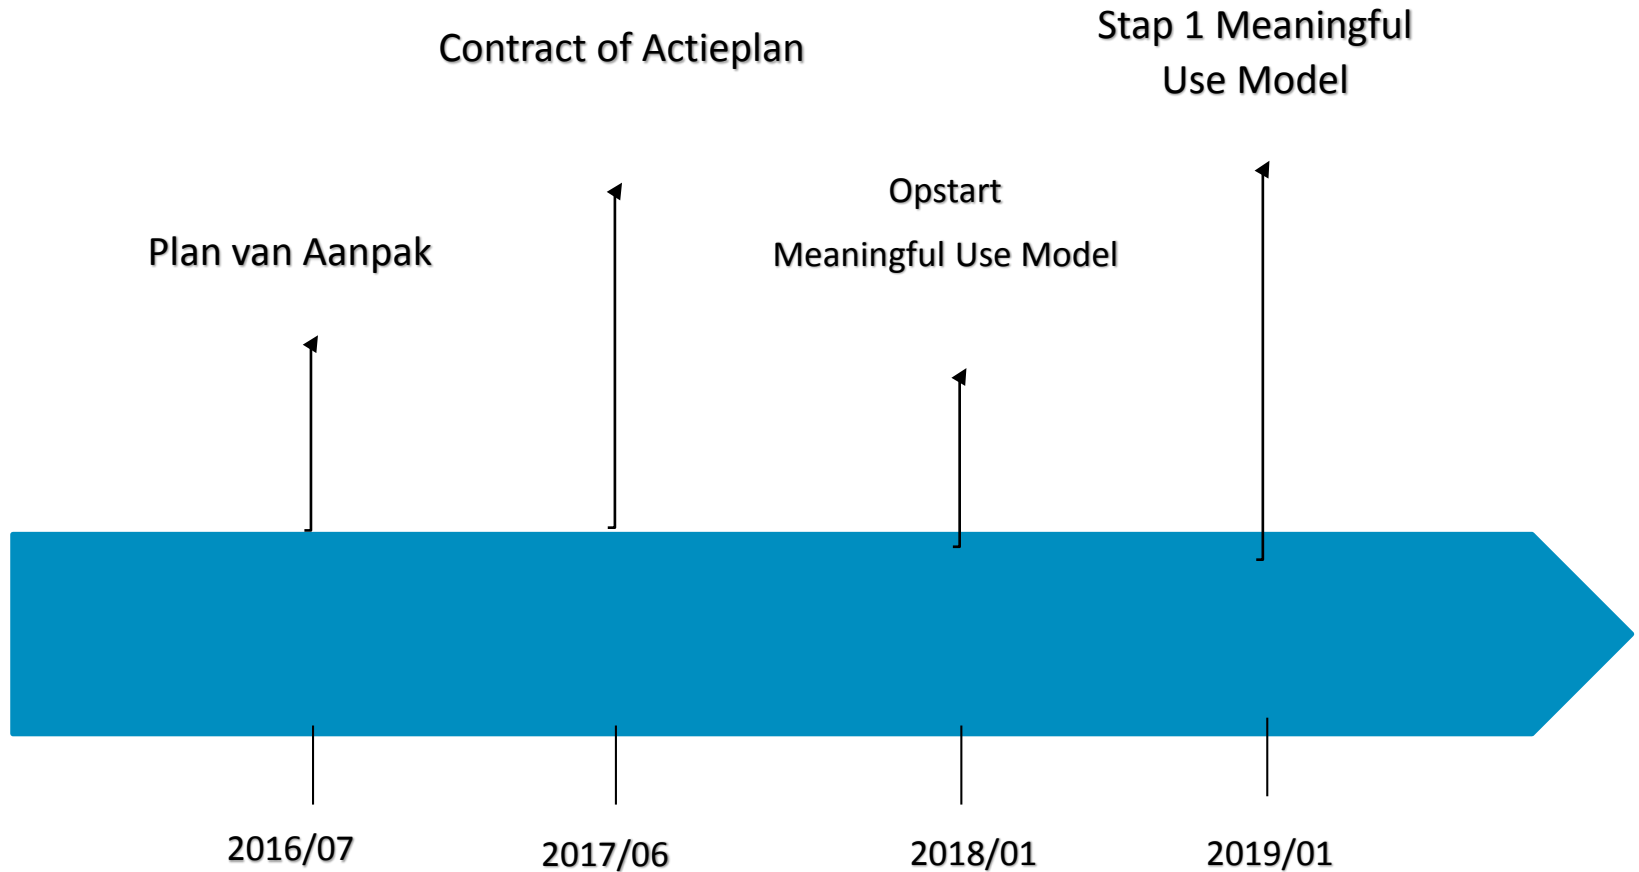 Contract of Actieplan
Stap 1 Meaningful
Use Model
Plan van Aanpak
Opstart
Meaningful Use Model
2016/07
2017/06
2018/01
2019/01